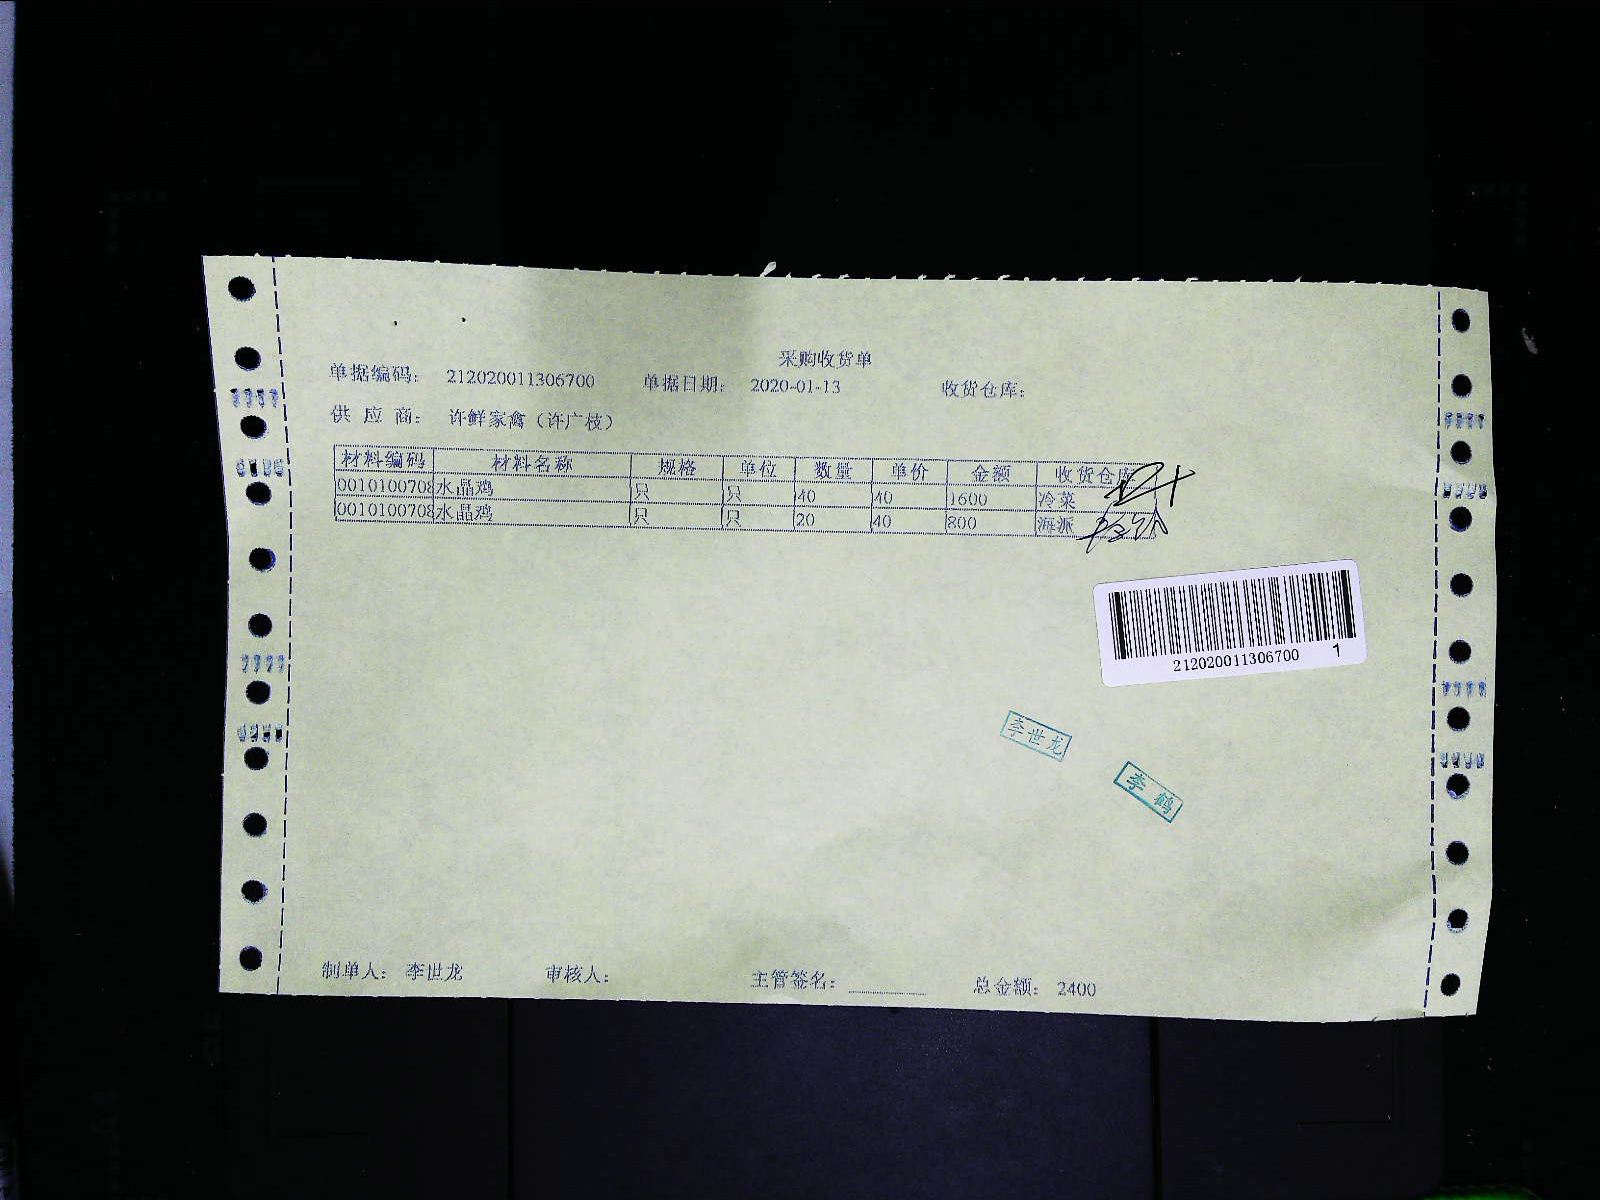 采购收货单
单据编码： 212020011306700 单据日期： 2020-01-13 收货仓库：
供 应 商： 许鲜家禽（许广枝）
材料编码 材料名称 规格 单位 数量 单价 金额 收货仓库
0010100708 水晶鸡 只 只 40 40 1600 冷菜
0010100708 水晶鸡 只 只 20 40 800 海派
212020011306700 1
李世龙
李鹤
制单人： 李世龙 审核人： 主管签名： 总金额： 2400